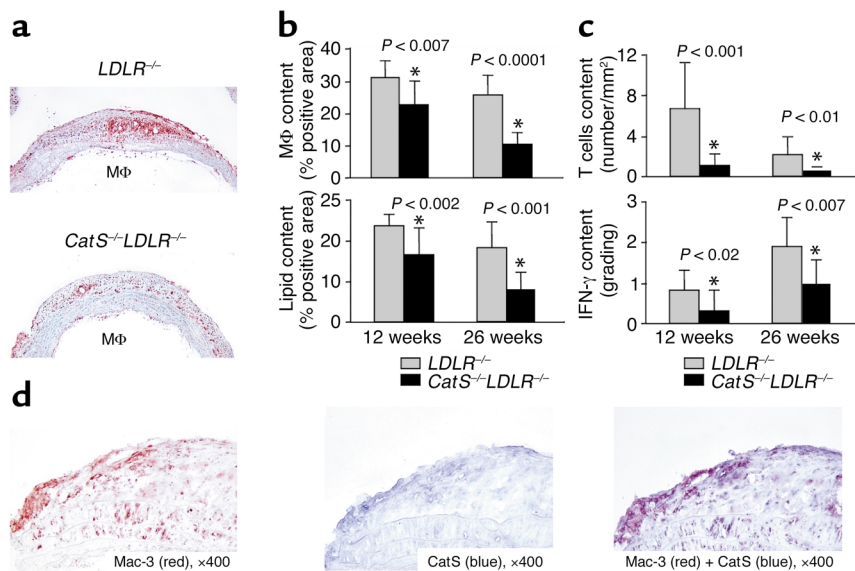 a
LDLR–/–
MΦ
CatS–/–LDLR–/–
MΦ
b
MΦ content
(% positive area)
40
30
20
10
0
P < 0.007
*
P < 0.0001
*
Lipid content
(% positive area)
25
20
10
0
P < 0.002
*
P < 0.001
*
12 weeks
26 weeks
LDLR–/–
CatS–/–LDLR–/–
c
T cells content
(number/mm²)
12
8
4
0
P < 0.001
*
P < 0.01
*
IFN-γ content
(grading)
3
2
1
0
P < 0.02
*
P < 0.007
*
12 weeks
26 weeks
LDLR–/–
CatS–/–LDLR–/–
d
Mac-3 (red), ×400
CatS (blue), ×400
Mac-3 (red) + CatS (blue), ×400